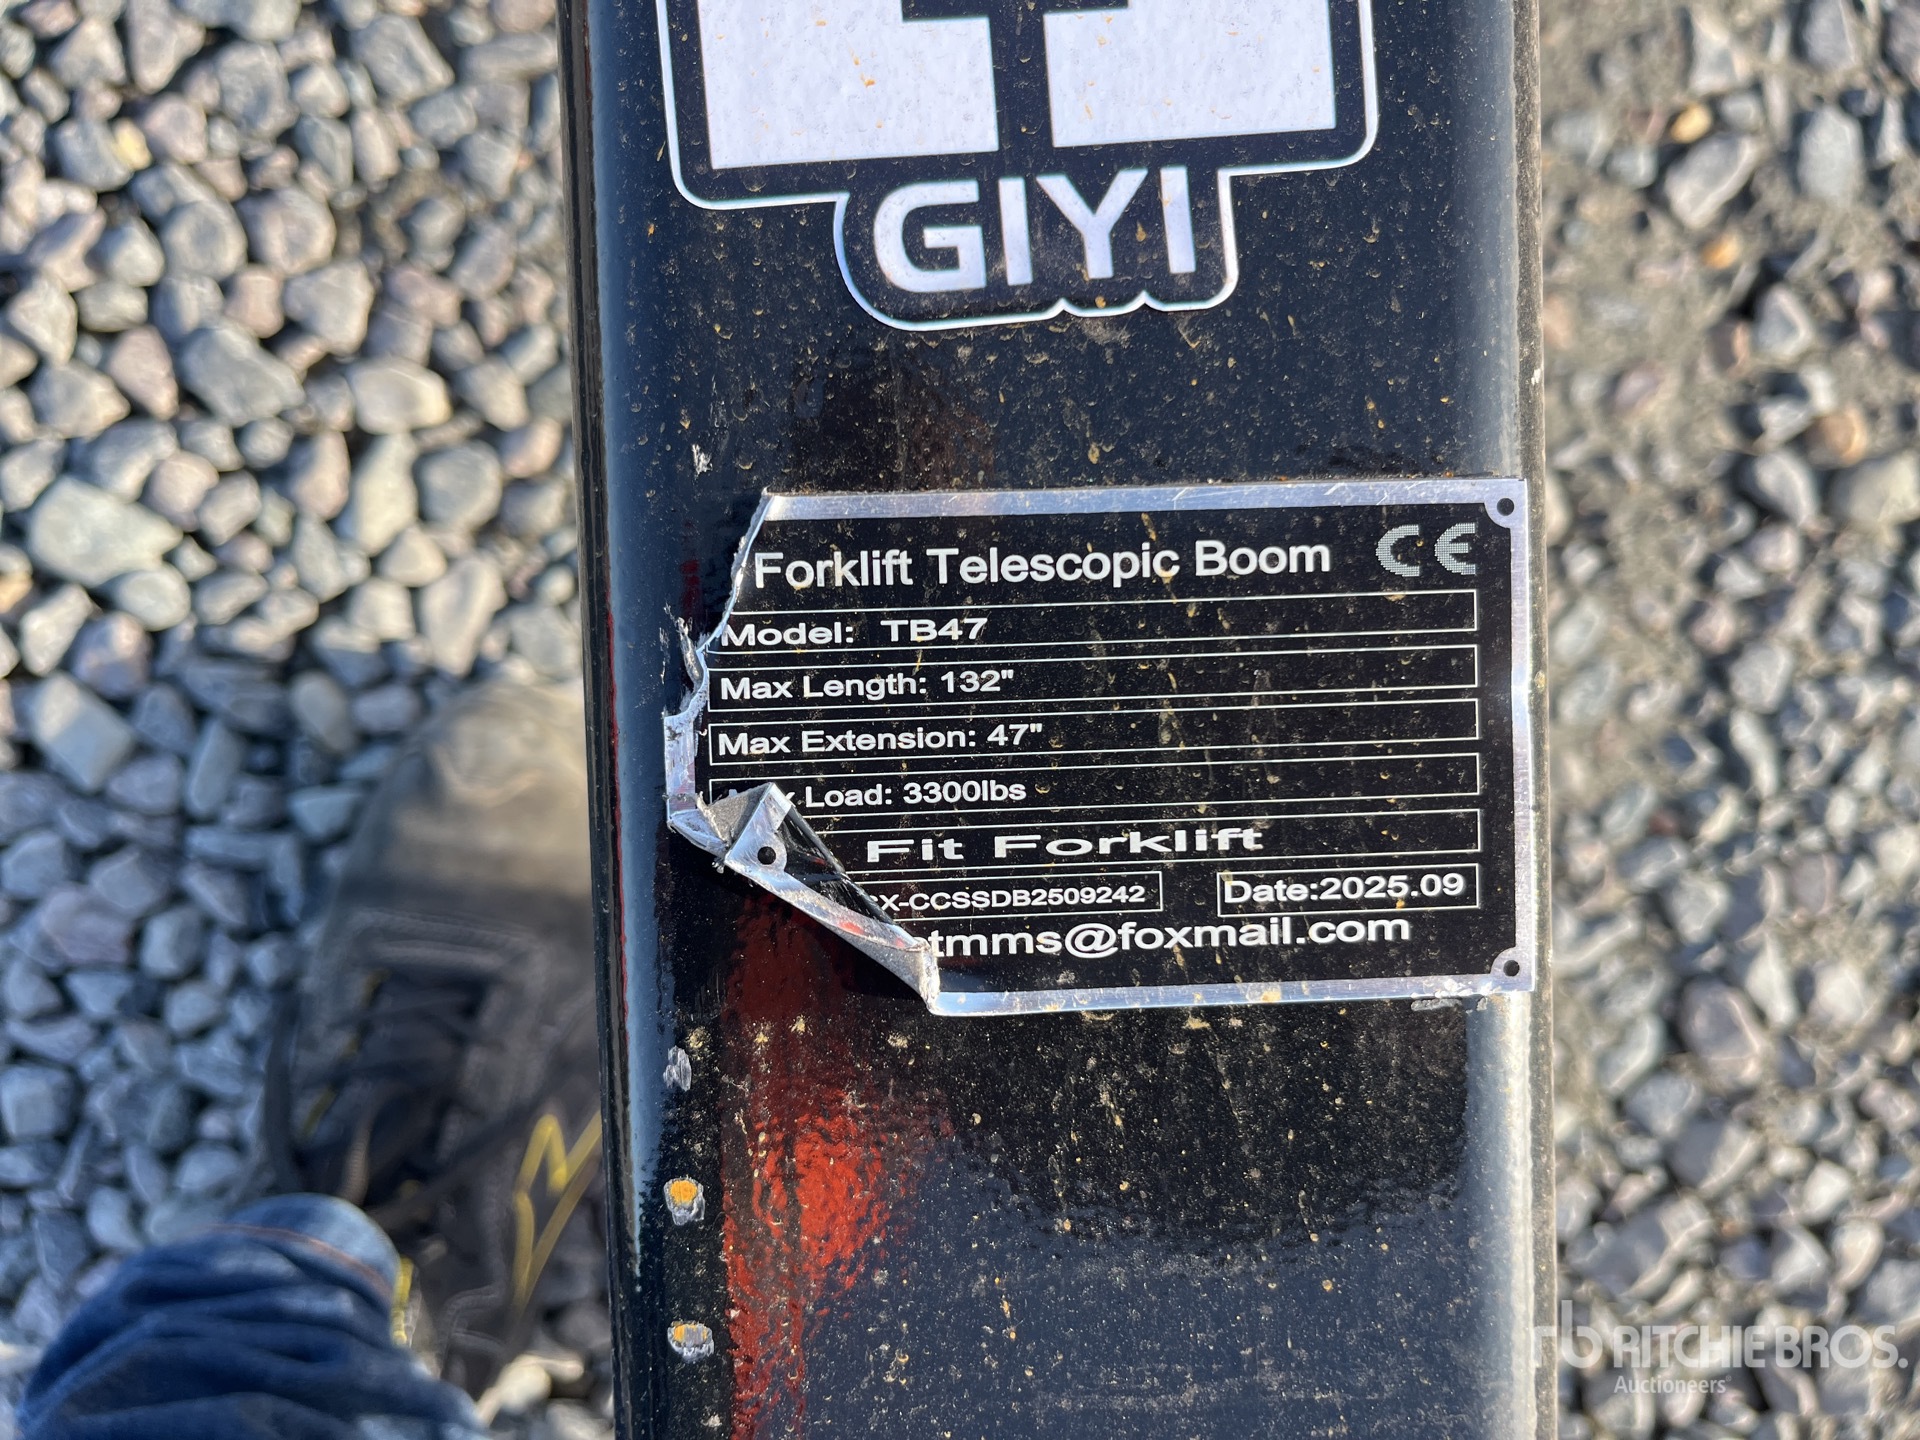 GIYI
Forklift Telescopic Boom CE
Model: TB47
Max Length: 132"
Max Extension: 47"
Load: 3300lbs
Fit Forklift
X-CCSSDB2509242 Date:2025.09
tmms@foxmail.com
RITCHIE BROS.
Auctioneers